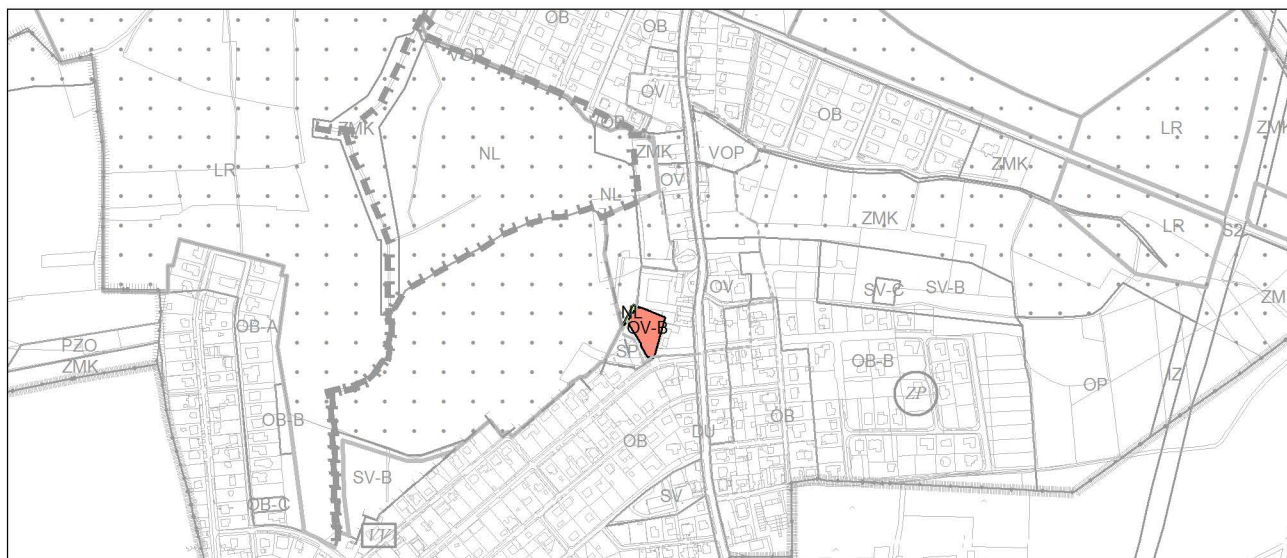 OB
OB
VOP
OV
OB
LR
ZMK
ZMK
NL
OP
ZMK
VOP
ZMK
LR
OV
NL
ZMK
LR
S2
OV
SV-C
SV-B
ZM
NL
OV-B
OB-A
SP
PZO
ZMK
OB-B
OP
IZ
ZP
OB-B
OB
OB
DU
SV-B
SV
OB-C
VV